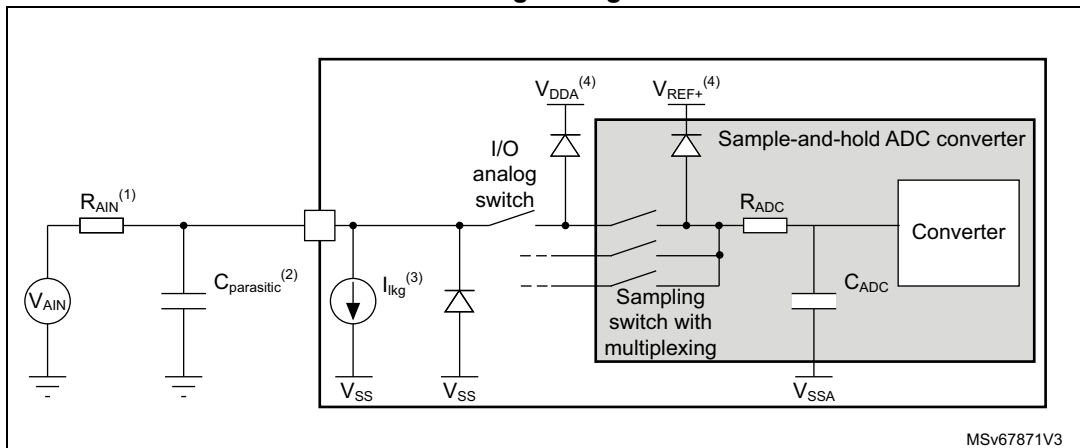 V_DDA^(4)
V_REF+^(4)
Sample-and-hold ADC converter
I/O
analog
switch
R_AIN^(1)
R_ADC
Converter
V_AIN
C_parasitic^(2)
I_lkg^(3)
Sampling
switch with
multiplexing
C_ADC
V_SS
V_SS
V_SSA
MSv67871V3